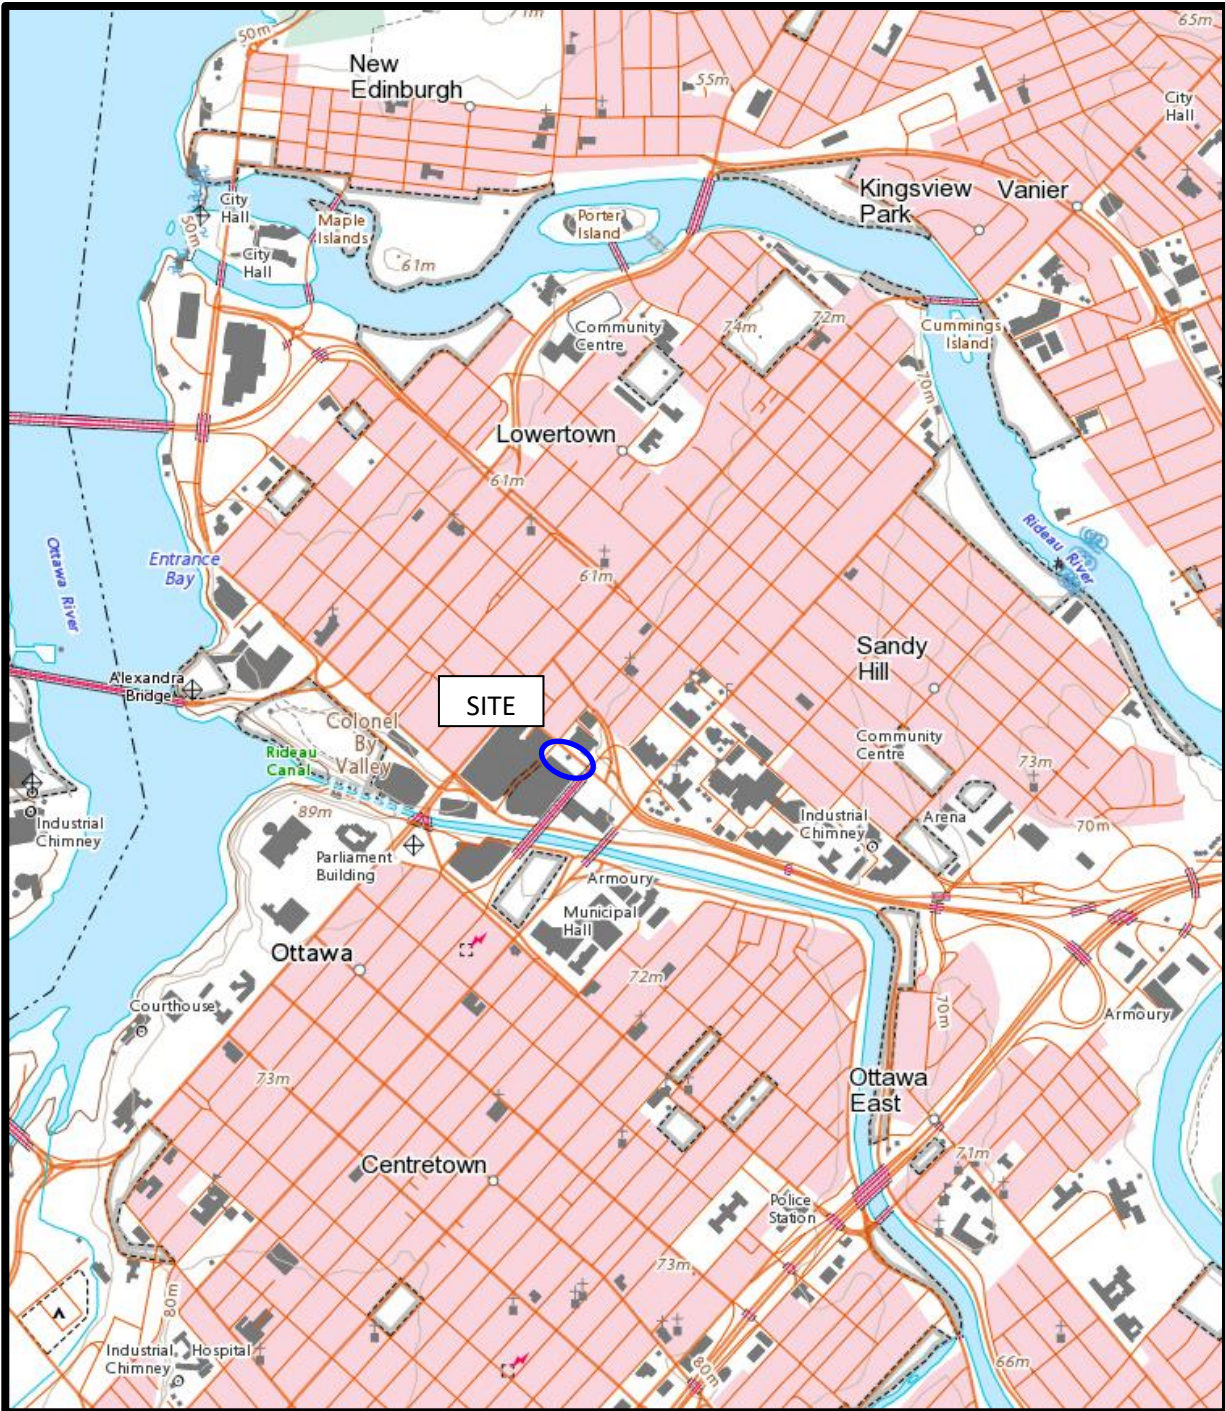 71m
65m
50m
New
Edinburgh
55m
City
Hall
Kingsview
Park
Vanier
City
Hall
Maple
Islands
Porter
Island
50m
City
Hall
61m
Community
Centre
74m
72m
Cummings
Island
70m
Lowertown
61m
Ottawa River
Entrance
Bay
61m
Rideau River
Sandy
Hill
Alexandra
Bridge
SITE
Colonel
By
Valley
Rideau
Canal
Community
Centre
73m
89m
Industrial
Chimney
Industrial
Chimney
Arena
70m
Parliament
Building
Armoury
Municipal
Hall
Ottawa
72m
Courthouse
70m
Armoury
73m
Ottawa
East
Centretown
71m
Police
Station
73m
80m
Industrial
Chimney
Hospital
80m
66m